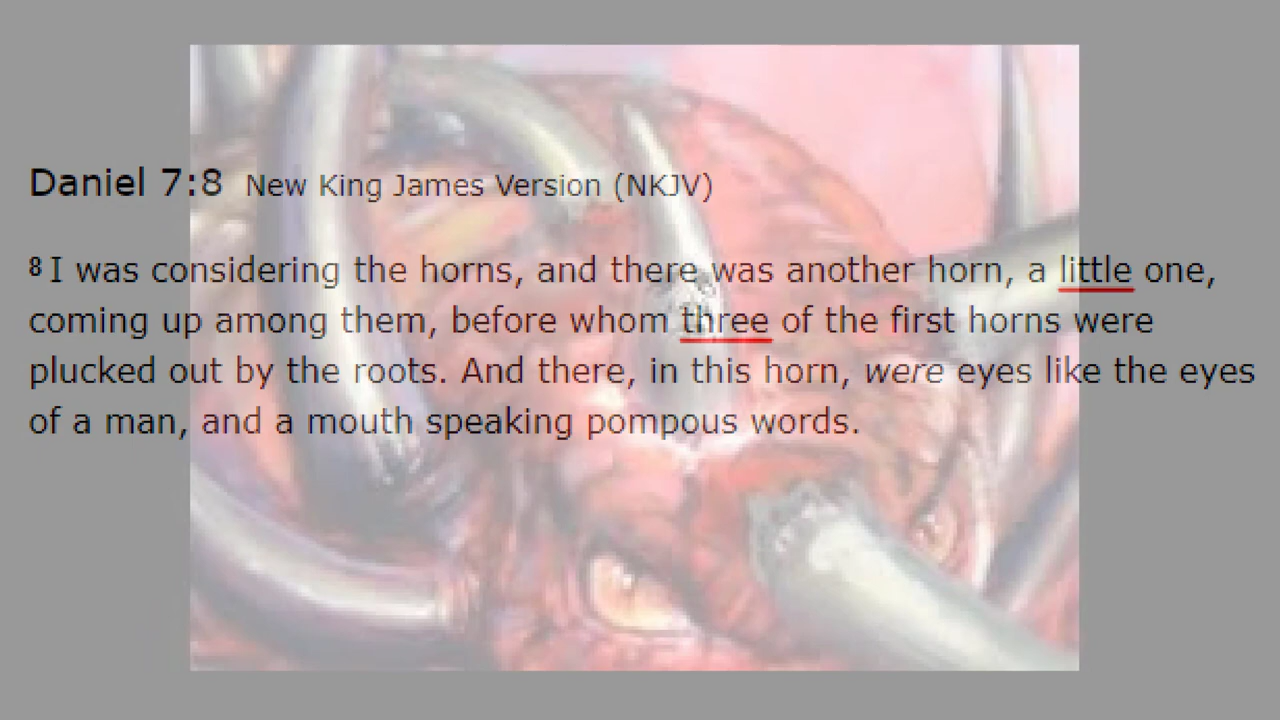 Daniel 7:8 New King James Version (NKJV)
8 I was considering the horns, and there was another horn, a little one,
coming up among them, before whom three of the first horns were
plucked out by the roots. And there, in this horn, were eyes like the eyes
of a man, and a mouth speaking pompous words.